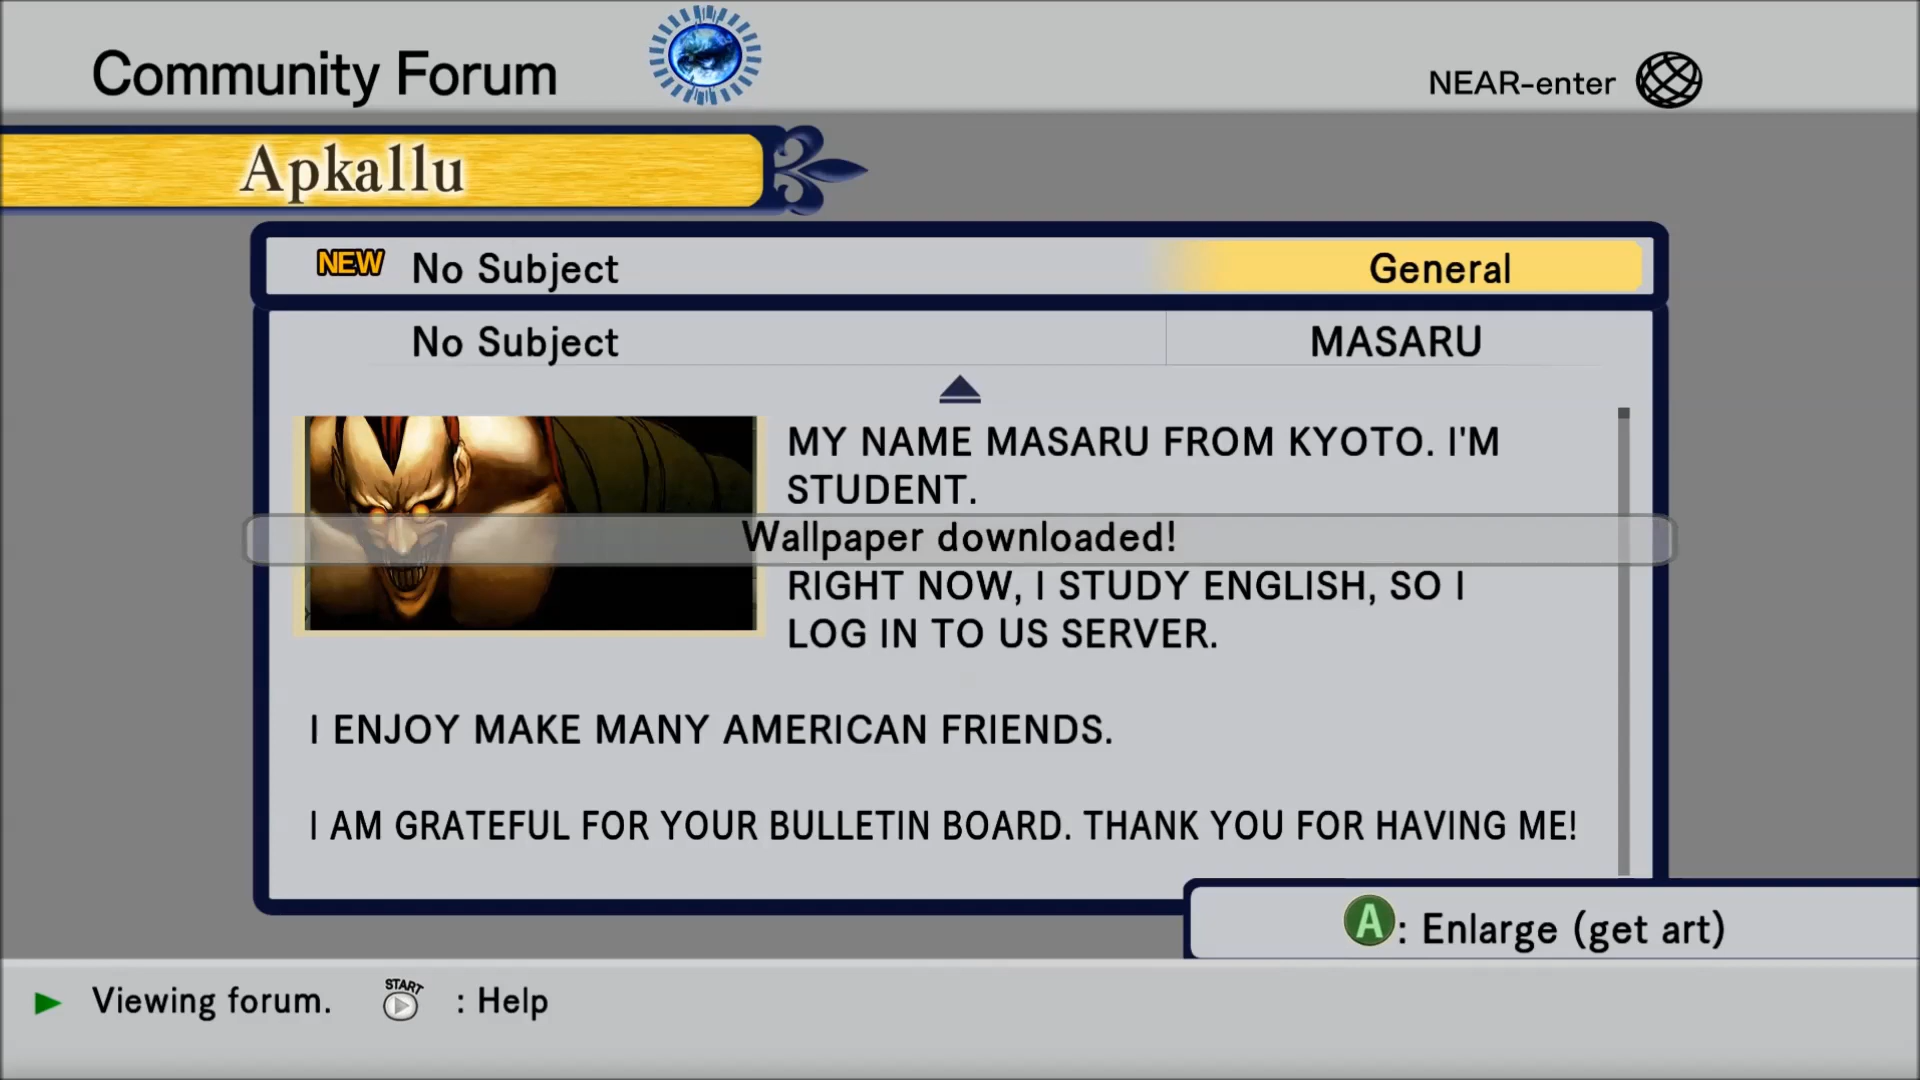 Community Forum
NEAR-enter
Apkallu
NEW No Subject General
No Subject MASARU
MY NAME MASARU FROM KYOTO. I'M
STUDENT.
Wallpaper downloaded!
RIGHT NOW, I STUDY ENGLISH, SO I
LOG IN TO US SERVER.
I ENJOY MAKE MANY AMERICAN FRIENDS.
I AM GRATEFUL FOR YOUR BULLETIN BOARD. THANK YOU FOR HAVING ME!
A: Enlarge (get art)
Viewing forum. START : Help